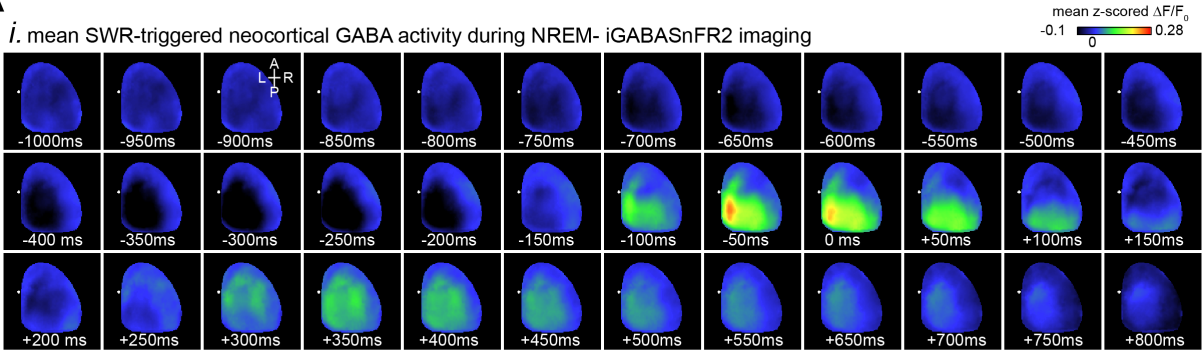 mean z-scored ΔF/F0
i. mean SWR-triggered neocortical GABA activity during NREM- iGABASnFR2 imaging
-0.1 0.28
0
A
L R
P
-1000ms -950ms -900ms -850ms -800ms -750ms -700ms -650ms -600ms -550ms -500ms -450ms
-400 ms -350ms -300ms -250ms -200ms -150ms -100ms -50ms 0 ms +50ms +100ms +150ms
+200 ms +250ms +300ms +350ms +400ms +450ms +500ms +550ms +650ms +700ms +750ms +800ms